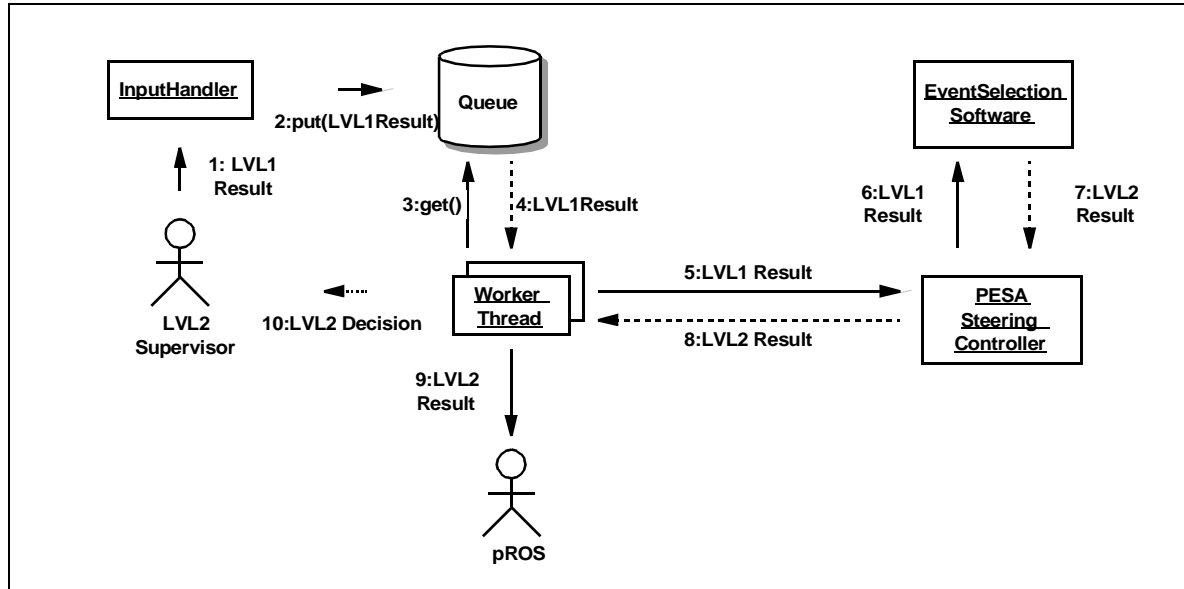 InputHandler
Queue
EventSelection
Software
2:put(LVL1Result)
1: LVL1
Result
3:get()
4:LVL1Result
6:LVL1
Result
7:LVL2
Result
LVL2
Supervisor
10:LVL2 Decision
Worker
Thread
5:LVL1 Result
8:LVL2 Result
PESA
Steering
Controller
9:LVL2
Result
pROS